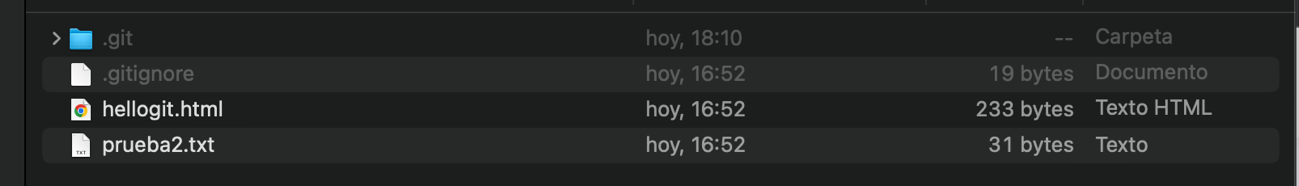 .git hoy, 18:10 -- Carpeta
.gitignore hoy, 16:52 19 bytes Documento
hellogit.html hoy, 16:52 233 bytes Texto HTML
prueba2.txt hoy, 16:52 31 bytes Texto